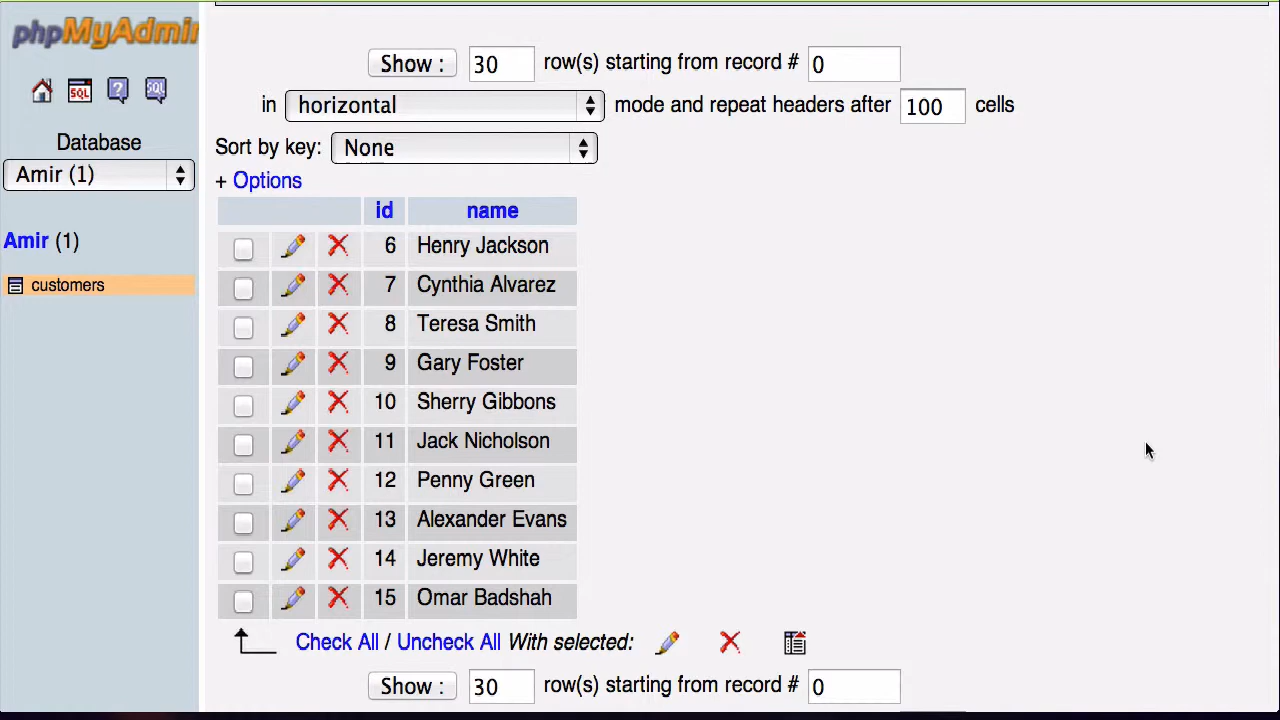 phpMyAdmin
SQL ? SQL
Database
Amir (1)
Amir (1)
customers
Show : 30 row(s) starting from record # 0
in horizontal mode and repeat headers after 100 cells
Sort by key: None
+ Options
id name
6 Henry Jackson
7 Cynthia Alvarez
8 Teresa Smith
9 Gary Foster
10 Sherry Gibbons
11 Jack Nicholson
12 Penny Green
13 Alexander Evans
14 Jeremy White
15 Omar Badshah
Check All / Uncheck All With selected:
Show : 30 row(s) starting from record # 0